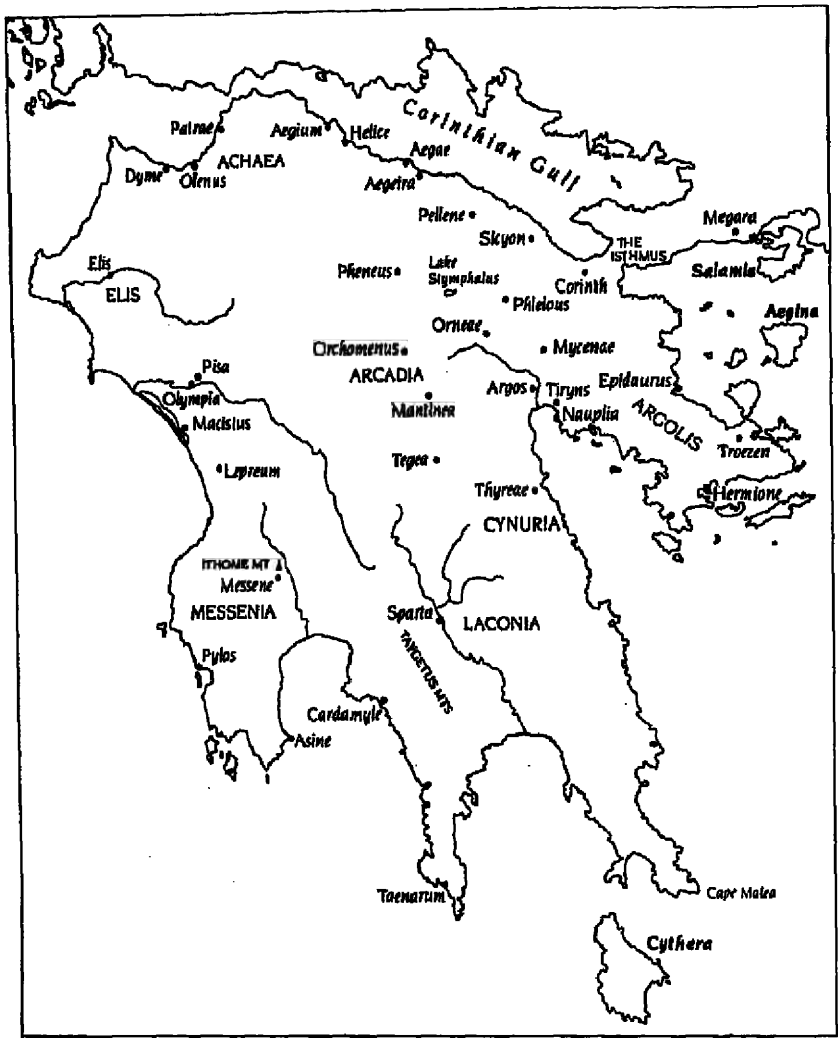 Corinthian Gulf
Patrae
Aegium
Helice
ACHAEA
Aegae
Dyme
Olenus
Aegeira
Pellene
Megara
Skyon
THE
ISTHMUS
Elis
Pheneus
Lake
Stymphalus
Salamis
ELIS
Corinth
Phleious
Aegina
Orneae
Orchomenus
Mycenae
Pisa
ARCADIA
Olympia
Argos
Tiryns
Epidaurus
Mantinea
Nauplia
ARGOLIS
Macistus
Troezen
Tegea
Lepreum
Thyreae
Hermione
CYNURIA
ITHOME MT
Messene
MESSENIA
Sparta
LACONIA
TAYGETUS MTS
Pylos
Cardamyle
Asine
Taenarum
Cape Malea
Cythera